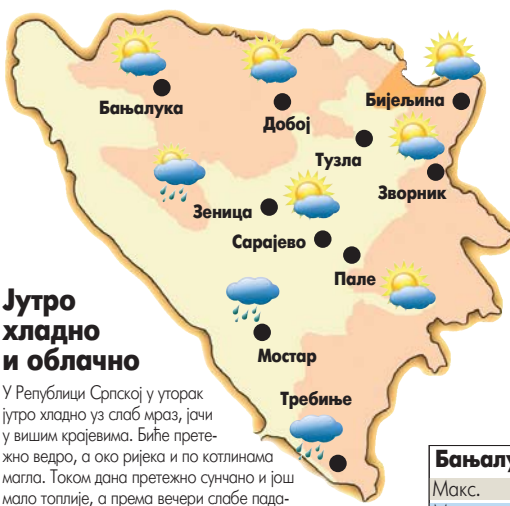 Бањалука
Добој
Бијељина
Тузла
Зворник
Зеница
Сарајево
Пале
Мостар
Требиње
Јутро
хладно
и облачно
У Републици Српској у уторак
јутро хладно уз слаб мраз, јачи
у вишим крајевима. Биће прете-
жно ведро, а око ријека и по котлинама
магла. Током дана претежно сунчано и још
мало топлије, а према вечери слабе пада-
Бањалу
Макс.